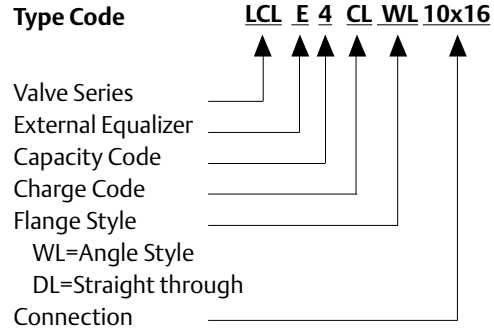 Type Code LCL E 4 CL WL 10x16
Valve Series
External Equalizer
Capacity Code
Charge Code
Flange Style
WL=Angle Style
DL=Straight through
Connection